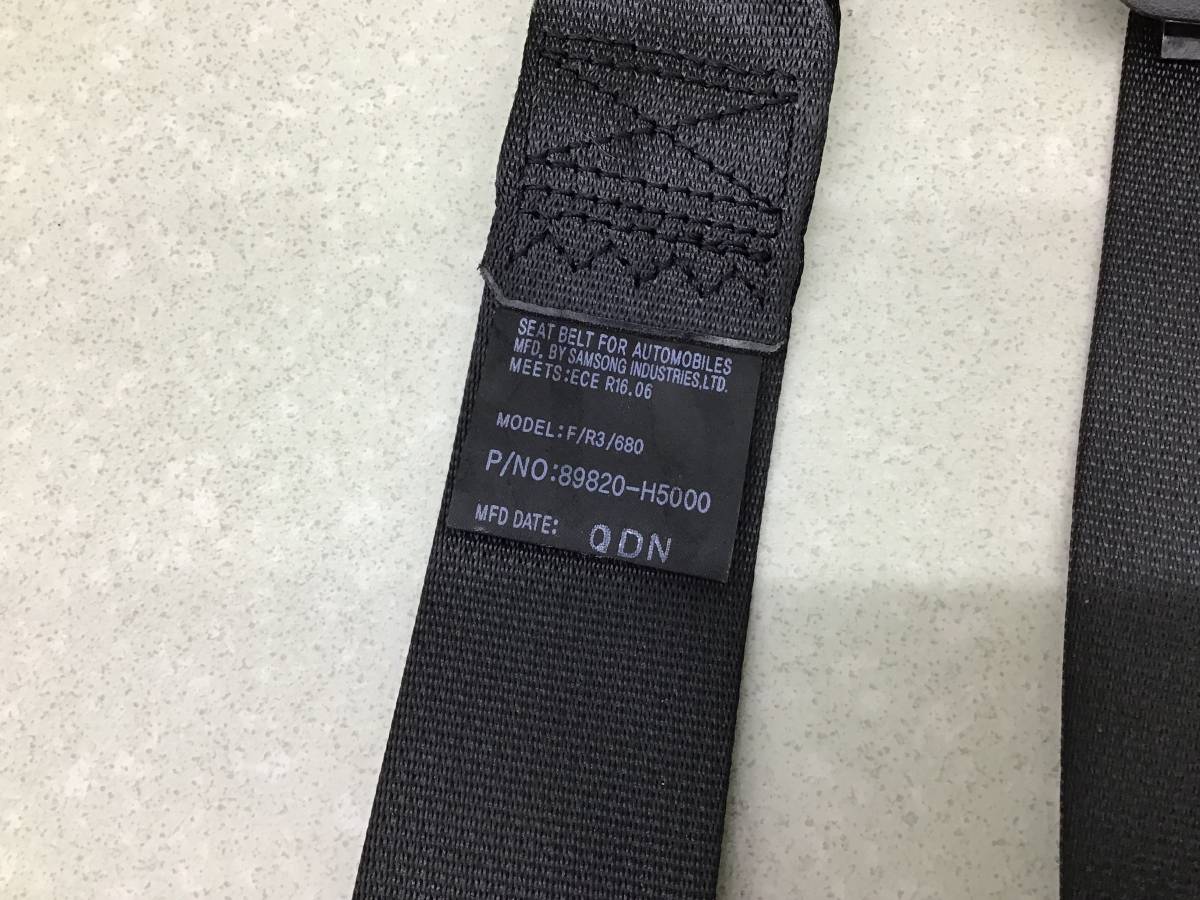 SEAT BELT FOR AUTOMOBILES
MFD. BY SAMSONG INDUSTRIES,LTD.
MEETS:ECE R16.06
MODEL:F/R3/680
P/NO:89820-H5000
MFD DATE: QDN